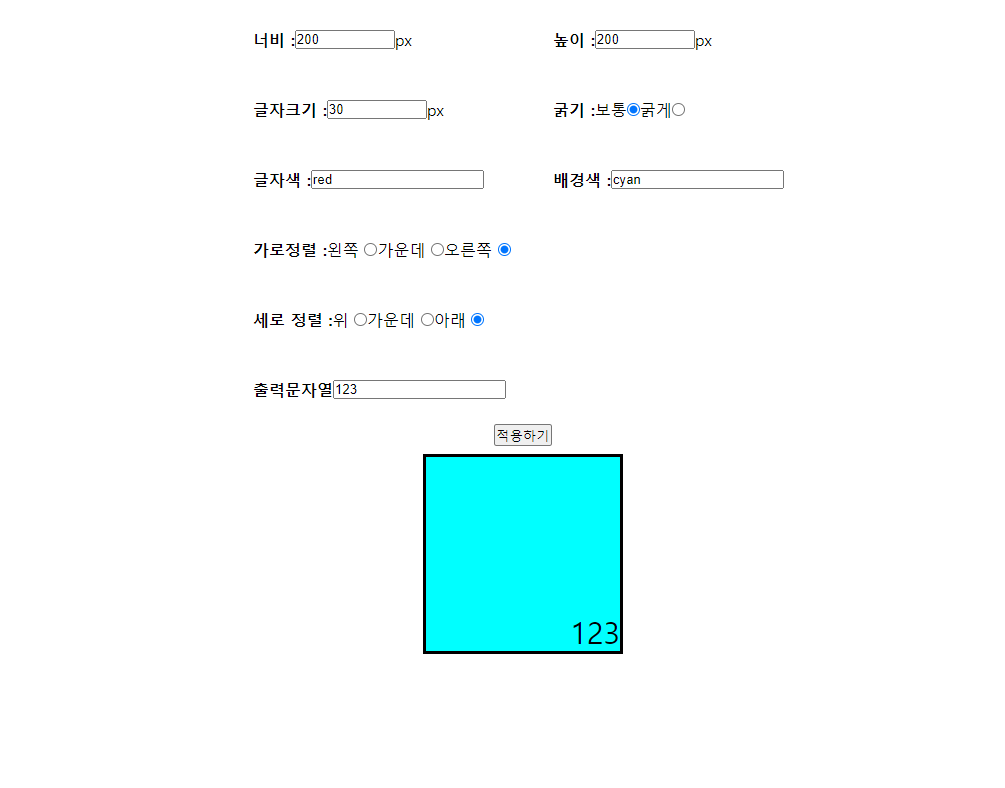 너비 :200px 높이 :200px
글자크기 :30px 굵기 :보통굵게
글자색 :red 배경색 :cyan
가로정렬 :왼쪽 가운데 오른쪽
세로 정렬 :위 가운데 아래
출력문자열123
적용하기
123